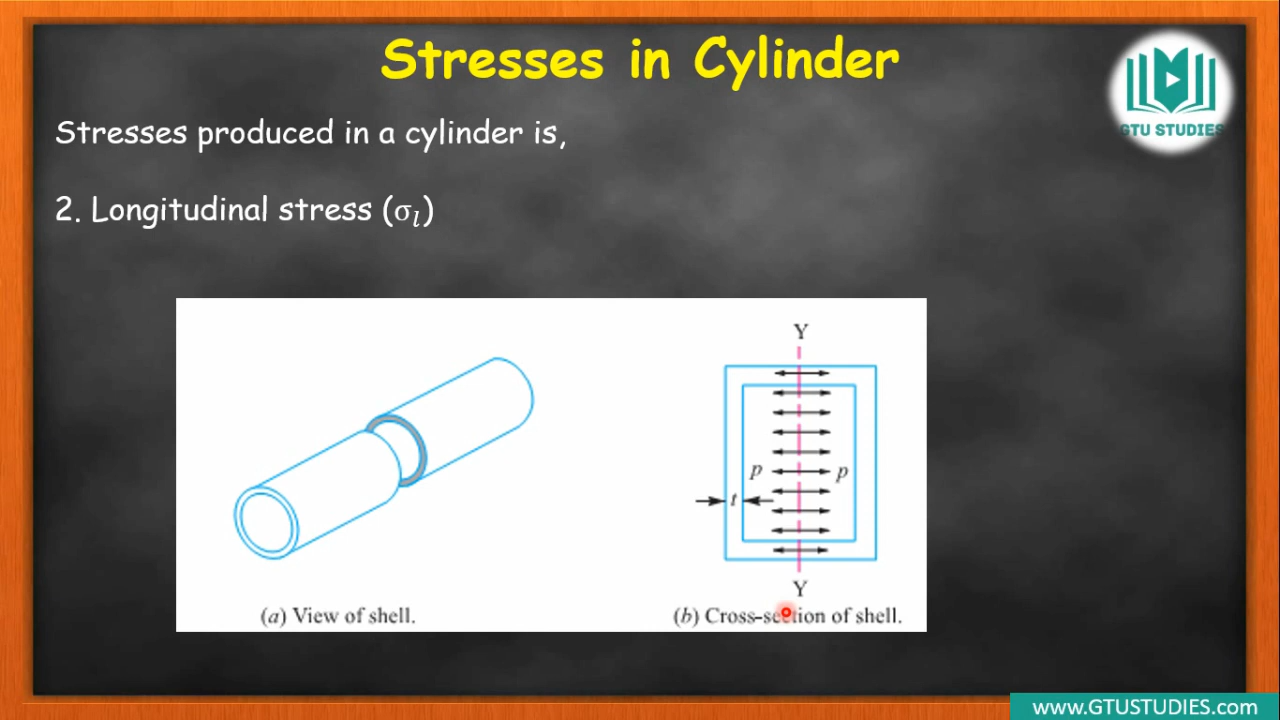 Stresses in Cylinder
GTU STUDIES
Stresses produced in a cylinder is,
2. Longitudinal stress (σₗ)
Y
p
p
t
Y
(a) View of shell.
(b) Cross-section of shell.
www.GTUSTUDIES.com